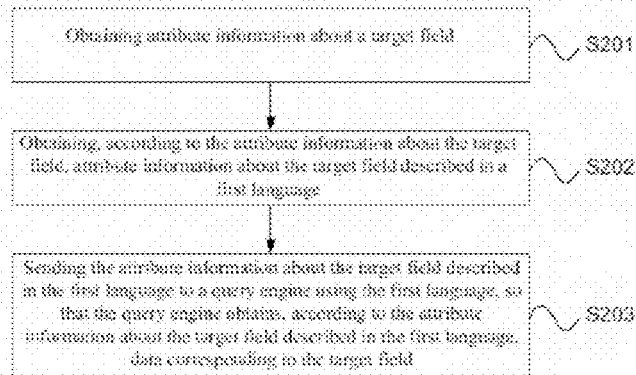 Obtaining attribute information about a target field
S201
Obtaining, according to the attribute information about the target
field, attribute information about the target field described in a
first language
S202
Sending the attribute information about the target field described
in the first language to a query engine using the first language, so
that the query engine obtains, according to the attribute
information about the target field described in the first language,
data corresponding to the target field
S203